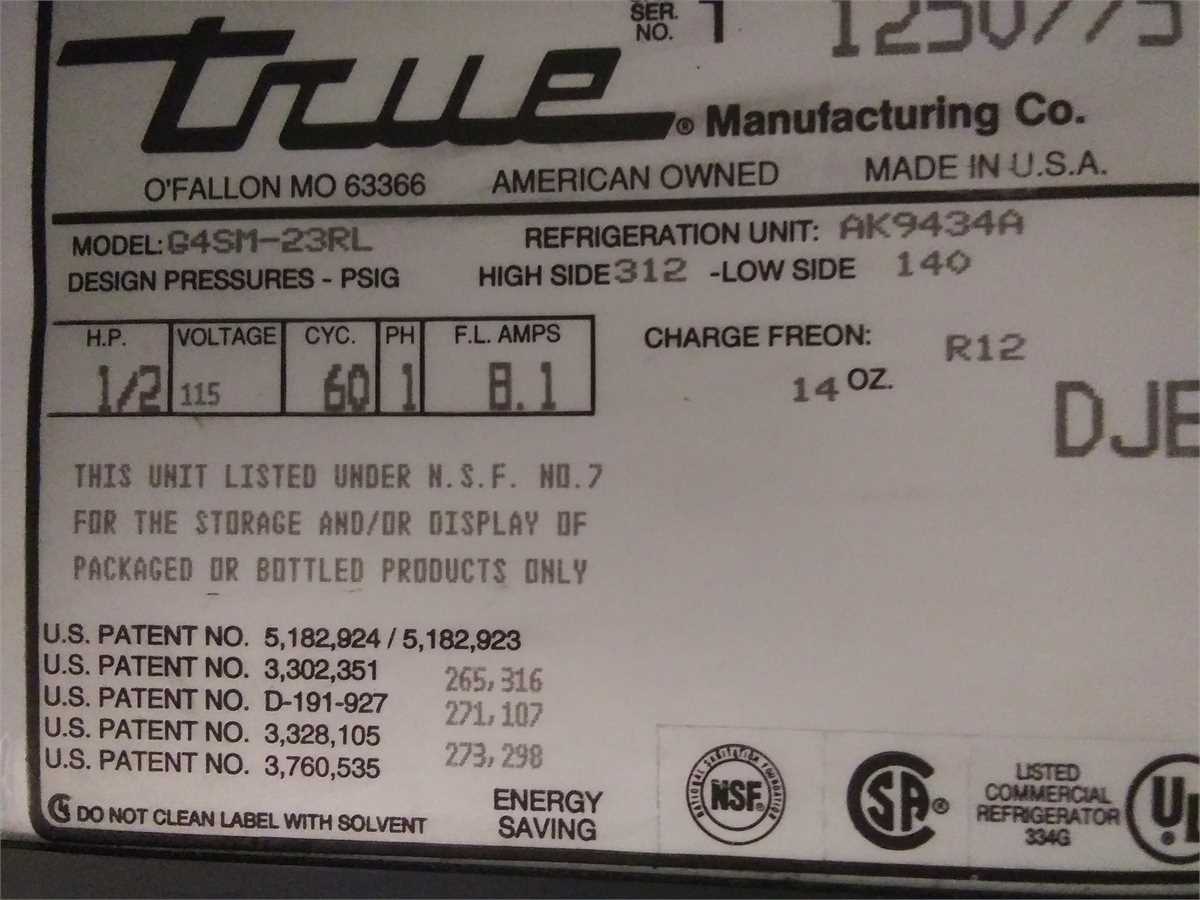 SER. NO. 1 1250775
true® Manufacturing Co.
O'FALLON MO 63366 AMERICAN OWNED MADE IN U.S.A.
MODEL: G4SM-23RL REFRIGERATION UNIT: AK9434A
DESIGN PRESSURES - PSIG HIGH SIDE 312 -LOW SIDE 140
H.P. VOLTAGE CYC. PH F.L. AMPS
1/2 115 60 1 8.1
CHARGE FREON: R12
14 OZ.
DJE
THIS UNIT LISTED UNDER N.S.F. NO.7
FOR THE STORAGE AND/OR DISPLAY OF
PACKAGED OR BOTTLED PRODUCTS ONLY
U.S. PATENT NO. 5,182,924 / 5,182,923
U.S. PATENT NO. 3,302,351 265,316
U.S. PATENT NO. D-191-927 271,107
U.S. PATENT NO. 3,328,105
U.S. PATENT NO. 3,760,535 273,298
DO NOT CLEAN LABEL WITH SOLVENT
ENERGY
SAVING
NATIONAL SANITATION FOUNDATION
NSF®
SA®
LISTED
COMMERCIAL
REFRIGERATOR
334G
UL